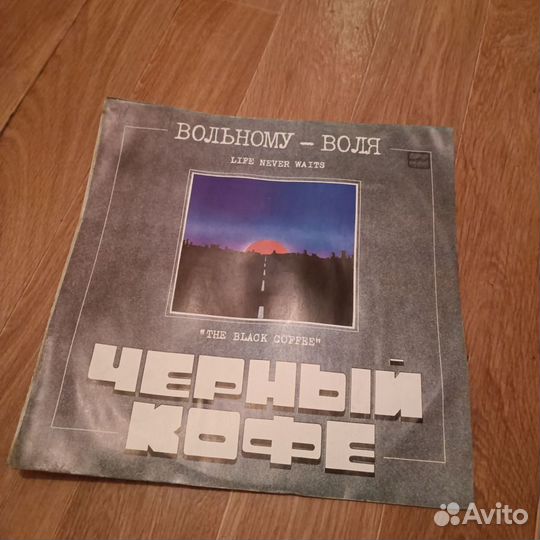 ВОЛЬНОМУ – ВОЛЯ
LIFE NEVER WAITS
"THE BLACK COFFEE"
ЧЕРНЫЙ
КОФЕ
Avito